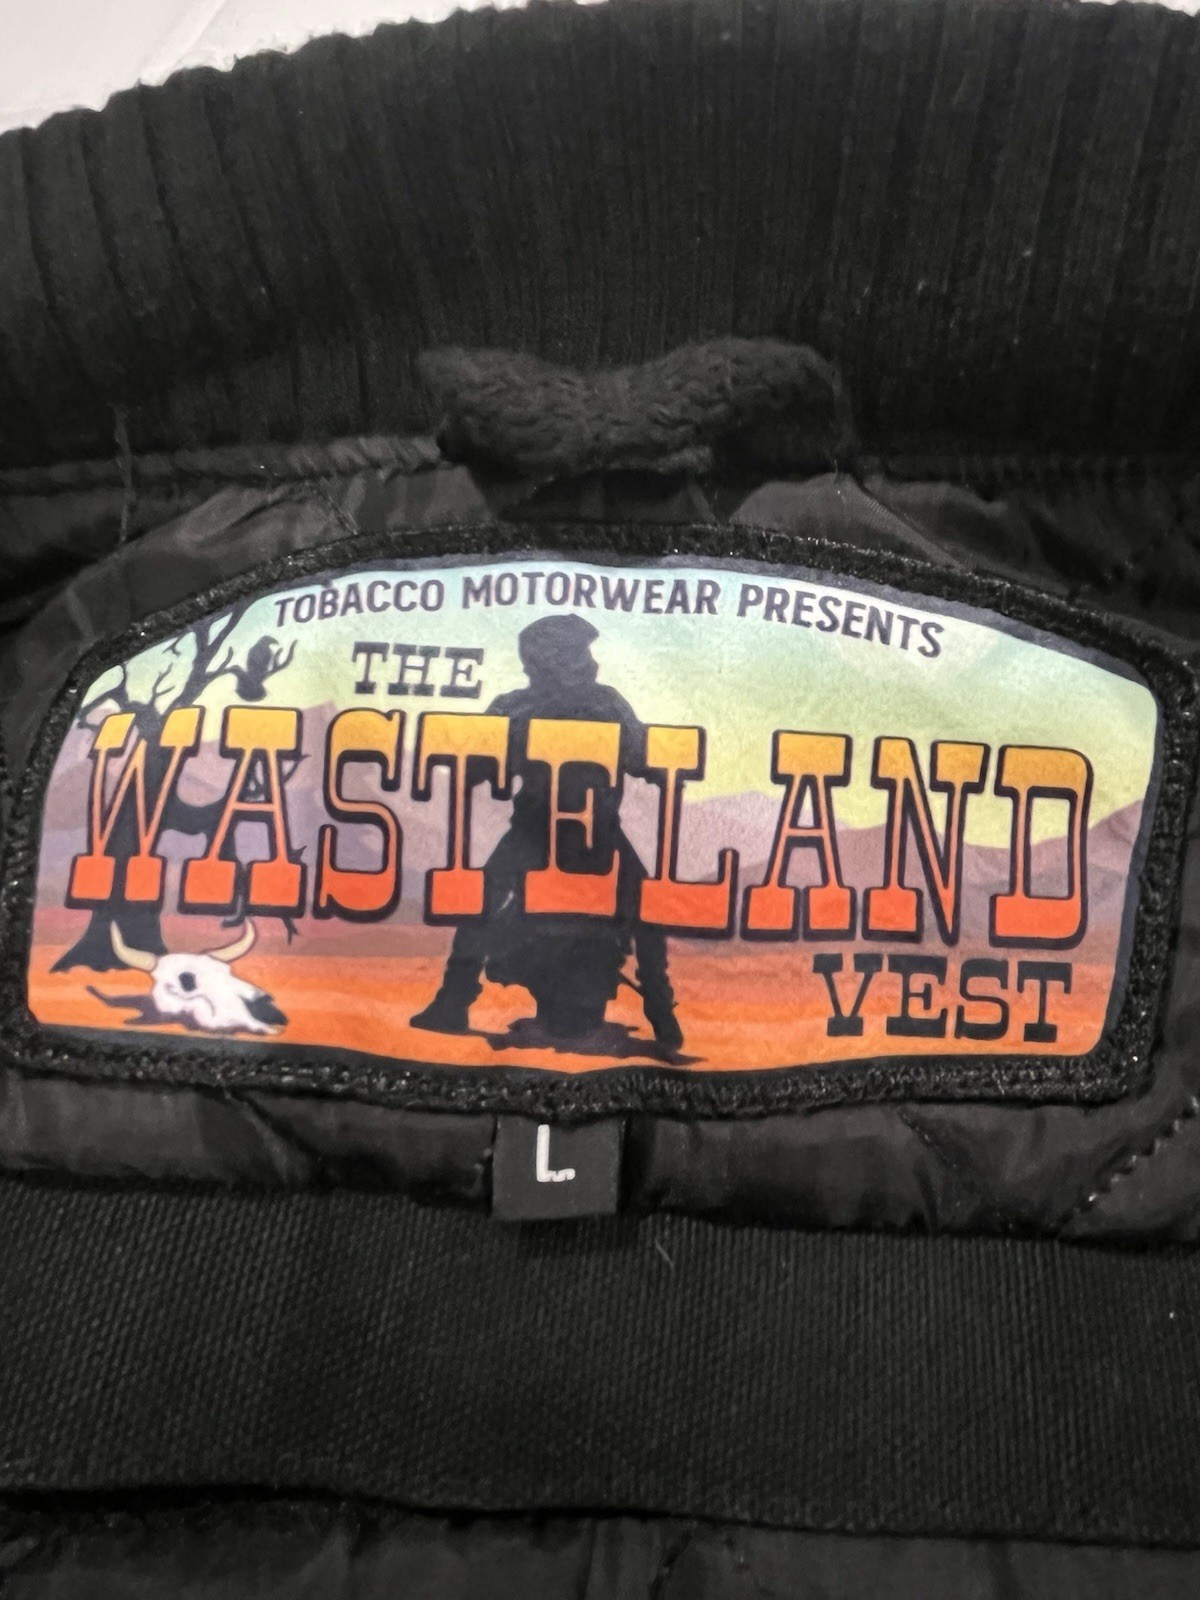 TOBACCO MOTORWEAR PRESENTS
THE
WASTELAND
VEST
L